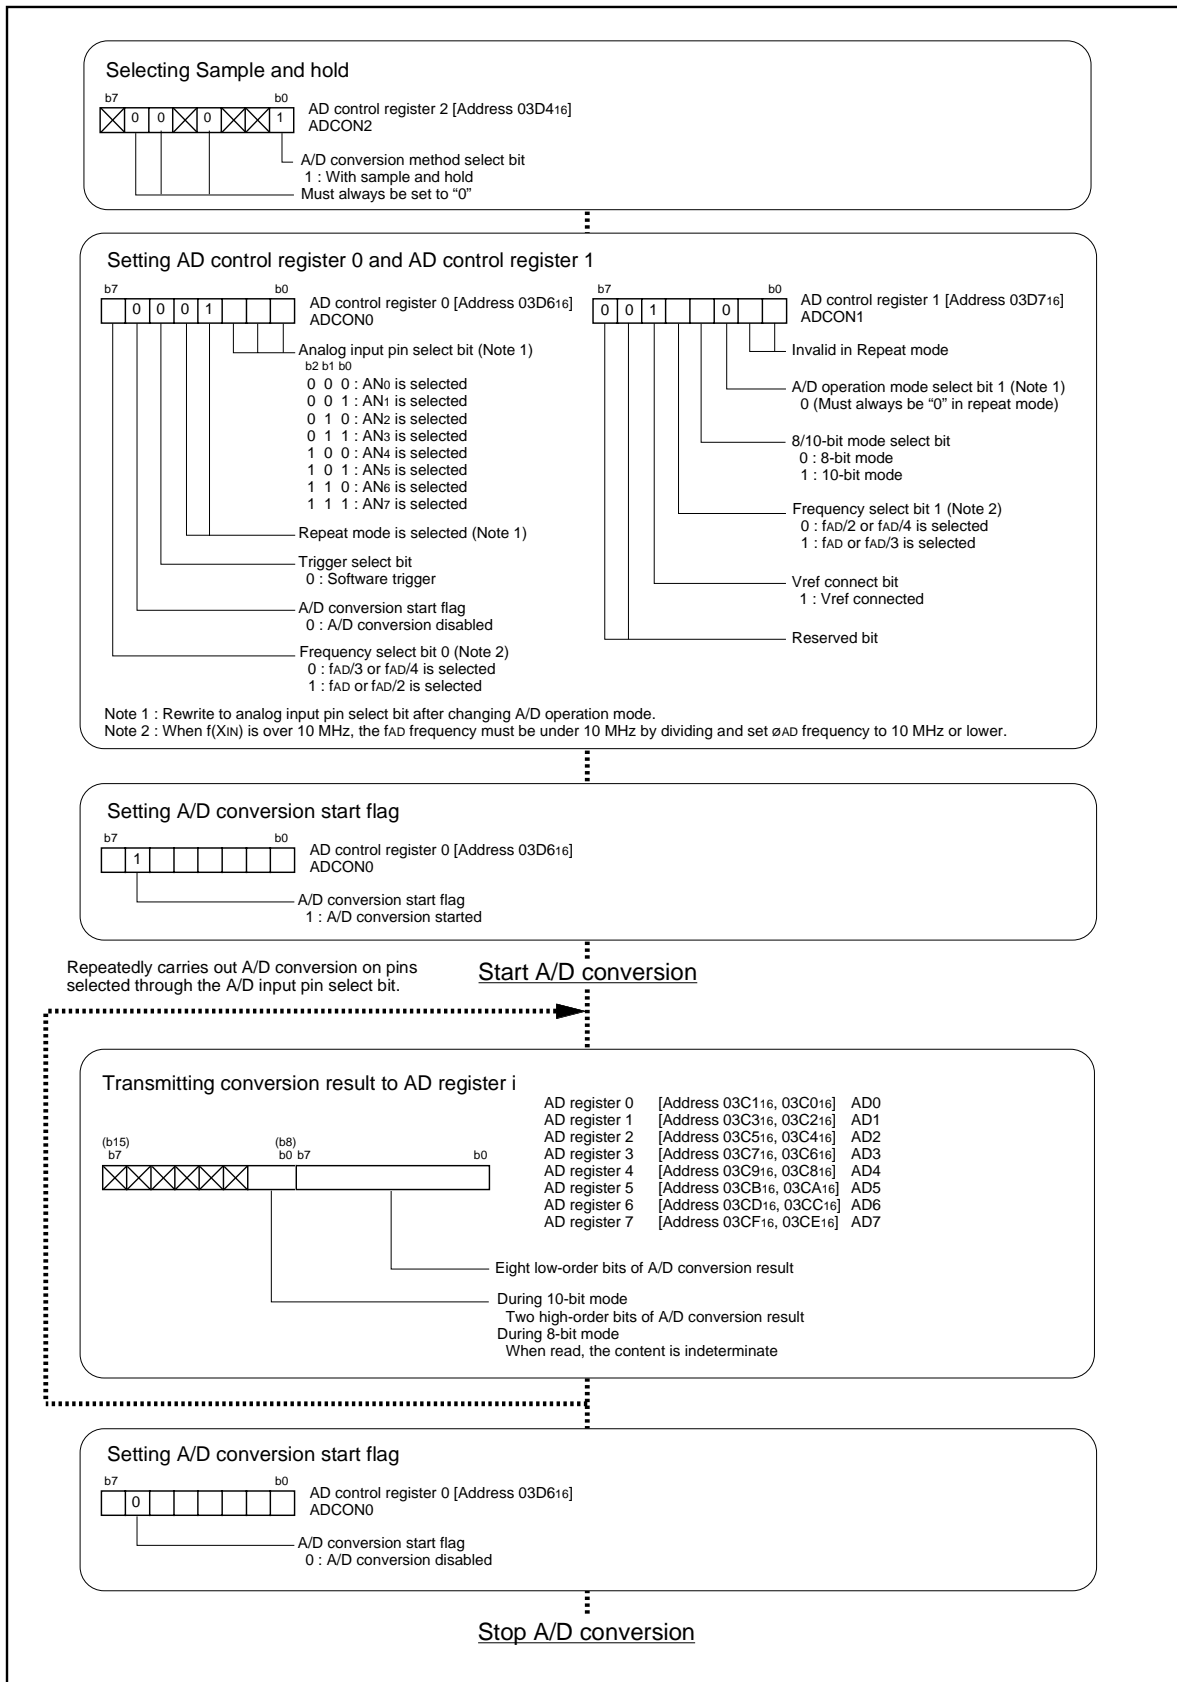 Selecting Sample and hold
b7 b0
0 0 0 1
AD control register 2 [Address 03D416]
ADCON2
A/D conversion method select bit
1 : With sample and hold
Must always be set to “0”
Setting AD control register 0 and AD control register 1
b7 b0
0 0 0 1
AD control register 0 [Address 03D616]
ADCON0
Analog input pin select bit (Note 1)
b2 b1 b0
0 0 0 : AN0 is selected
0 0 1 : AN1 is selected
0 1 0 : AN2 is selected
0 1 1 : AN3 is selected
1 0 0 : AN4 is selected
1 0 1 : AN5 is selected
1 1 0 : AN6 is selected
1 1 1 : AN7 is selected
Repeat mode is selected (Note 1)
Trigger select bit
0 : Software trigger
A/D conversion start flag
0 : A/D conversion disabled
Frequency select bit 0 (Note 2)
0 : fAD/3 or fAD/4 is selected
1 : fAD or fAD/2 is selected
b7 b0
0 0 1 0
AD control register 1 [Address 03D716]
ADCON1
Invalid in Repeat mode
A/D operation mode select bit 1 (Note 1)
0 (Must always be “0” in repeat mode)
8/10-bit mode select bit
0 : 8-bit mode
1 : 10-bit mode
Frequency select bit 1 (Note 2)
0 : fAD/2 or fAD/4 is selected
1 : fAD or fAD/3 is selected
Vref connect bit
1 : Vref connected
Reserved bit
Note 1 : Rewrite to analog input pin select bit after changing A/D operation mode.
Note 2 : When f(XIN) is over 10 MHz, the fAD frequency must be under 10 MHz by dividing and set øAD frequency to 10 MHz or lower.
Setting A/D conversion start flag
b7 b0
1
AD control register 0 [Address 03D616]
ADCON0
A/D conversion start flag
1 : A/D conversion started
Repeatedly carries out A/D conversion on pins
selected through the A/D input pin select bit.
Start A/D conversion
Transmitting conversion result to AD register i
(b15) (b8)
b7 b0 b7 b0
AD register 0 [Address 03C116, 03C016] AD0
AD register 1 [Address 03C316, 03C216] AD1
AD register 2 [Address 03C516, 03C416] AD2
AD register 3 [Address 03C716, 03C616] AD3
AD register 4 [Address 03C916, 03C816] AD4
AD register 5 [Address 03CB16, 03CA16] AD5
AD register 6 [Address 03CD16, 03CC16] AD6
AD register 7 [Address 03CF16, 03CE16] AD7
Eight low-order bits of A/D conversion result
During 10-bit mode
Two high-order bits of A/D conversion result
During 8-bit mode
When read, the content is indeterminate
Setting A/D conversion start flag
b7 b0
0
AD control register 0 [Address 03D616]
ADCON0
A/D conversion start flag
0 : A/D conversion disabled
Stop A/D conversion